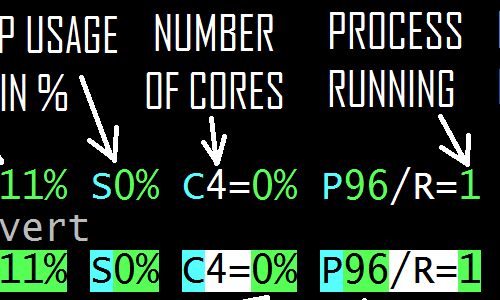 P USAGE
IN %
NUMBER
OF CORES
PROCESS
RUNNING
11% S0% C4=0% P96/R=1
vert
11% S0% C4=0% P96/R=1